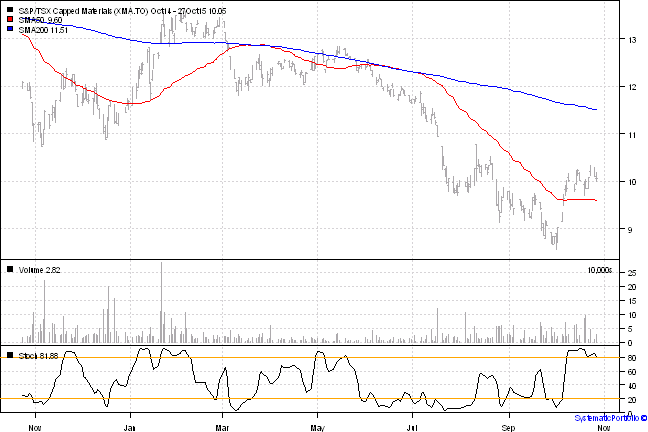 S&P/TSX Capped Materials (XMA.TO) Oct14 - 27Oct15 10.05
SMA50 9.60
SMA200 11.51
13
12
11
10
9
Volume 2.82
10,000s
25
20
15
10
5
0
Stoch 81.88
80
60
40
20
0
Nov Jan Mar May Jul Sep Nov
SystematicPortfolio ©